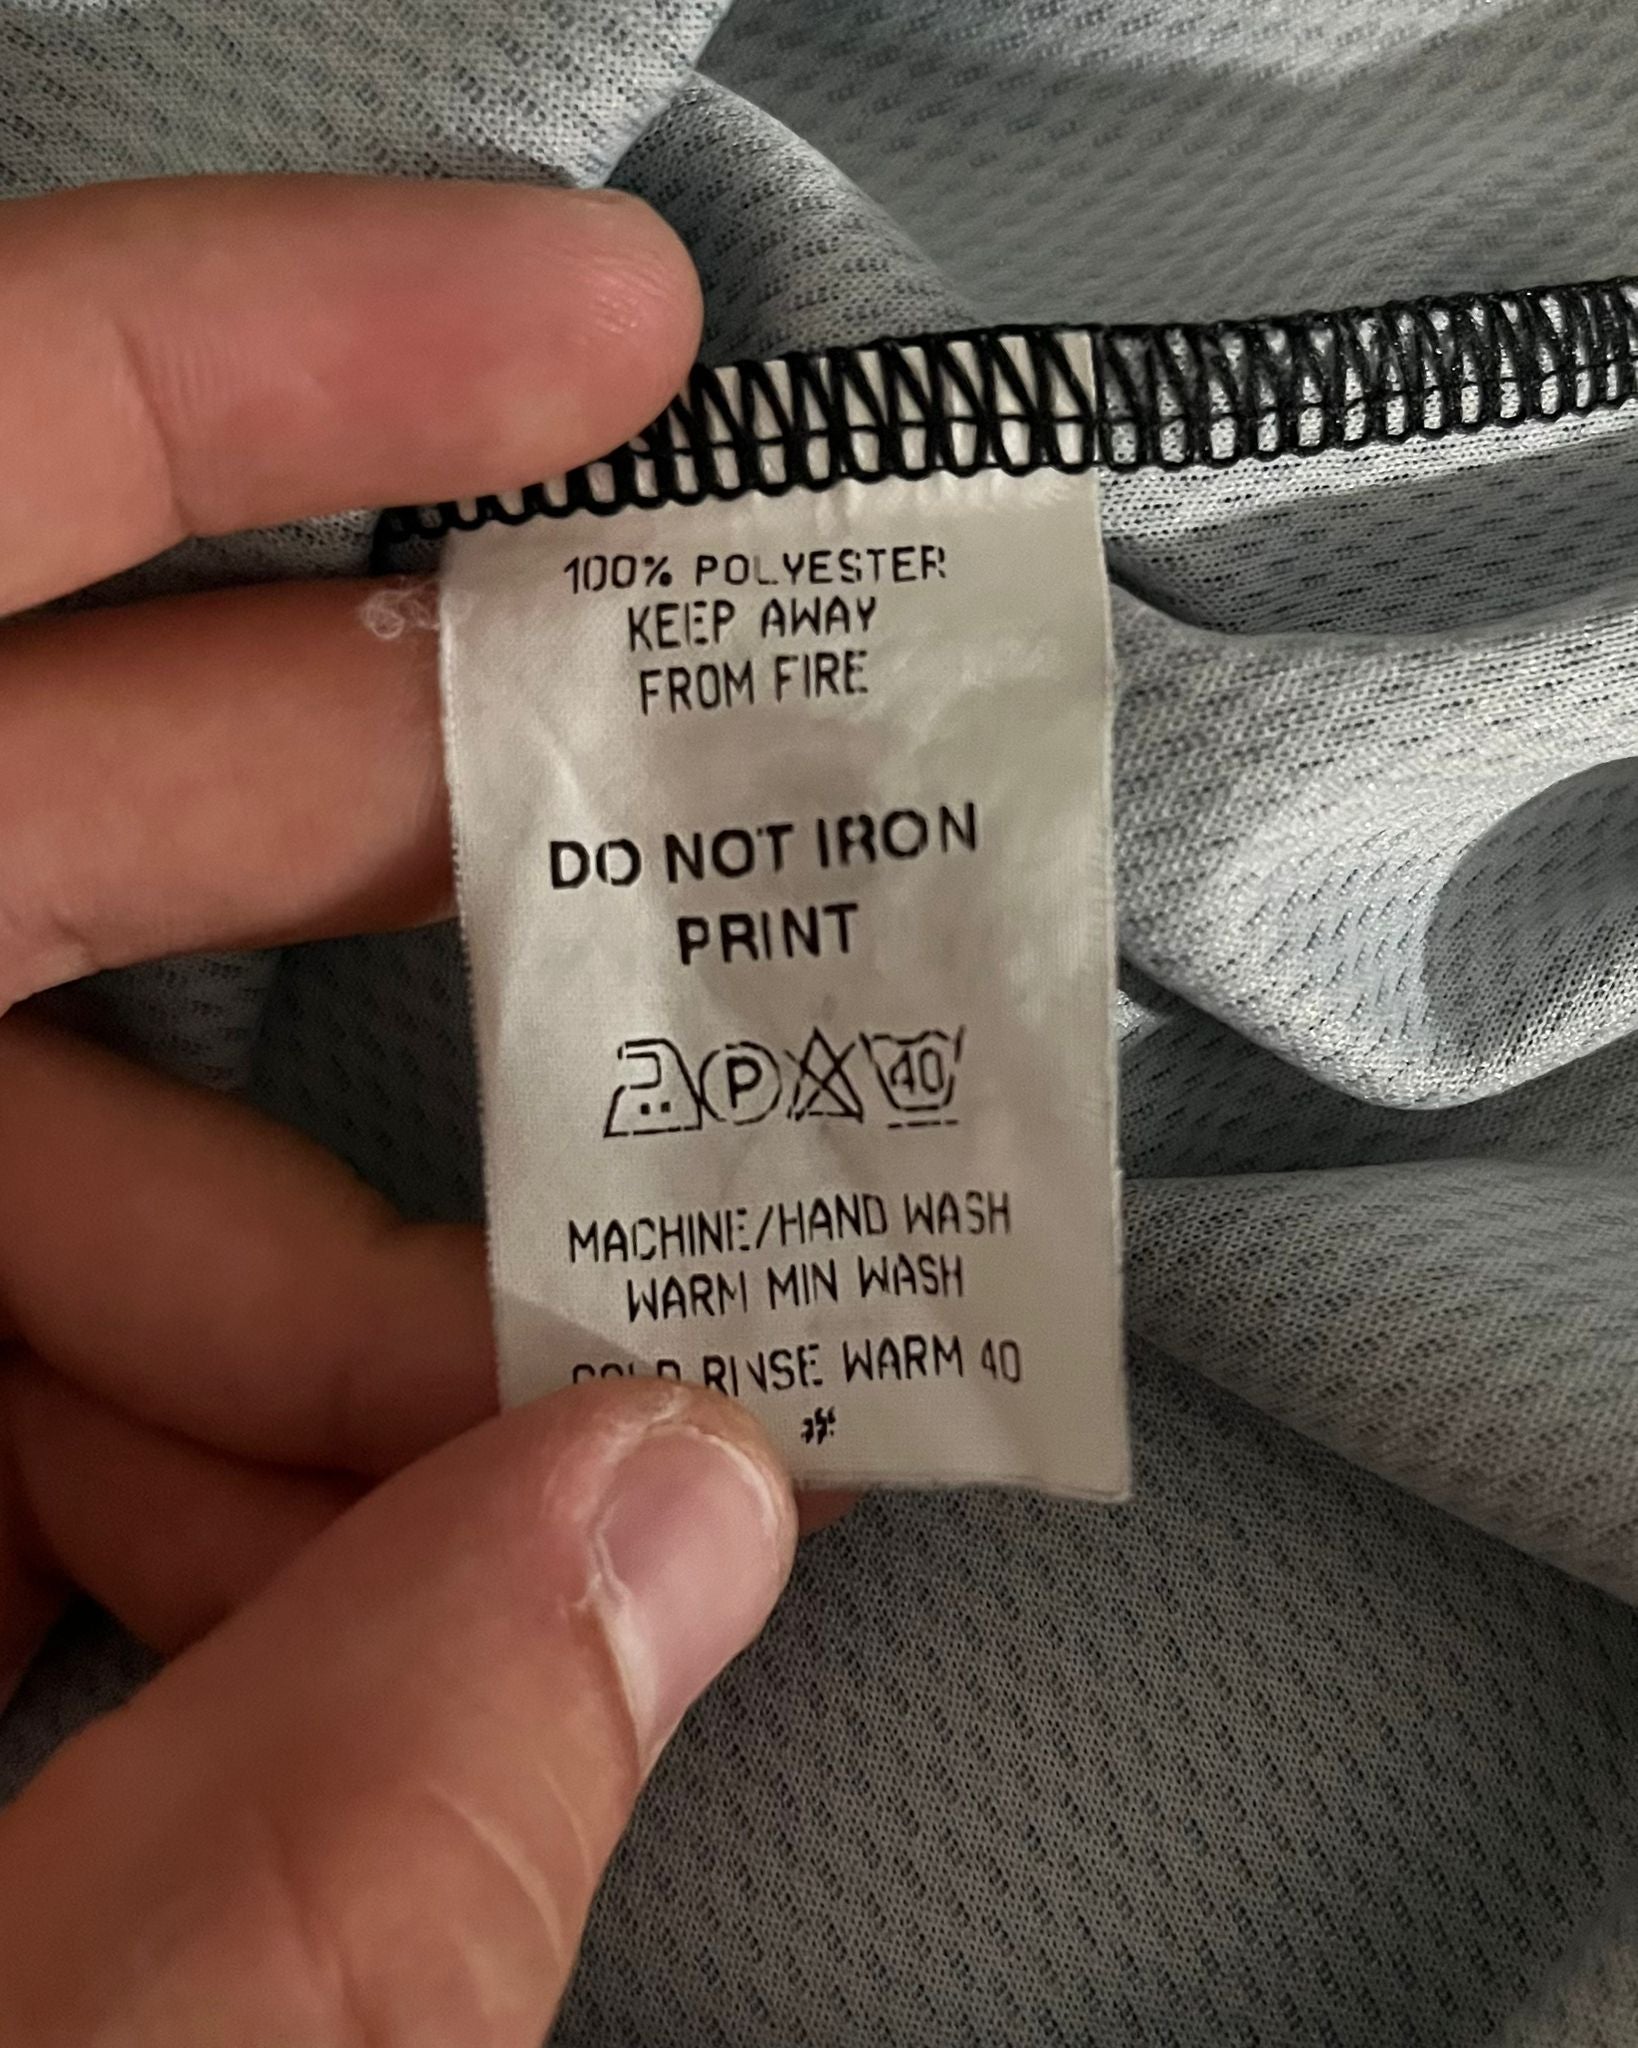 100% POLYESTER
KEEP AWAY
FROM FIRE
DO NOT IRON
PRINT
P 40
MACHINE/HAND WASH
WARM MIN WASH
COLD RINSE WARM 40